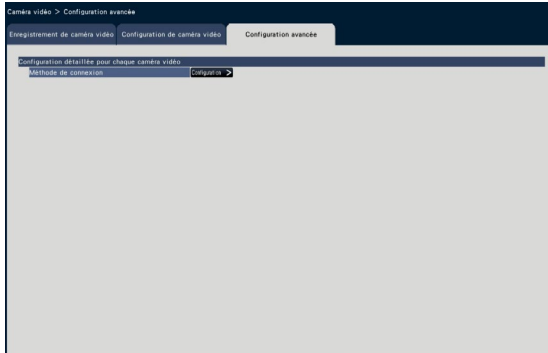 Caméra vidéo > Configuration avancée
Enregistrement de caméra vidéo
Configuration de caméra vidéo
Configuration avancée
Configuration détaillée pour chaque caméra vidéo
Méthode de connexion
Configuration >